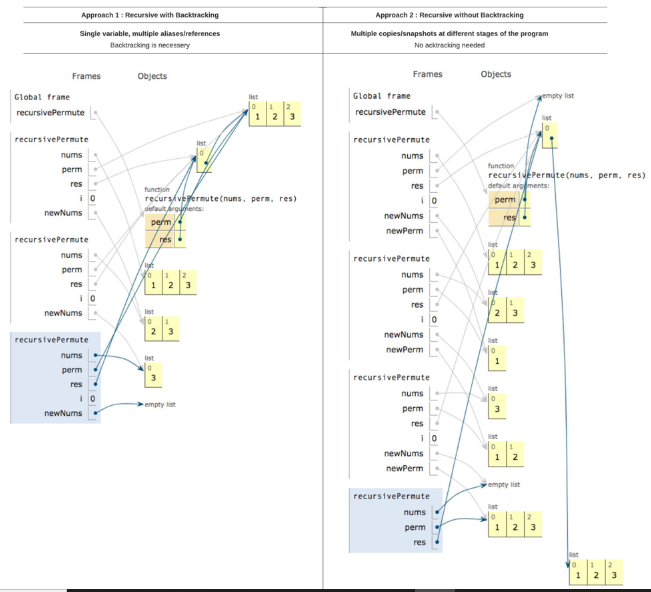 Approach 1 : Recursive with Backtracking
Single variable, multiple aliases/references
Backtracking is necessery
Frames Objects
Global frame
recursivePermute
list
0 1 2
1 2 3
recursivePermute
nums
perm
res
i 0
newNums
list
0
function
recursivePermute(nums, perm, res)
default arguments:
perm
res
recursivePermute
nums
perm
res
i 0
newNums
list
0 1 2
1 2 3
list
0 1
2 3
recursivePermute
nums
perm
res
i 0
newNums
list
0
3
empty list
Approach 2 : Recursive without Backtracking
Multiple copies/snapshots at different stages of the program
No acktracking needed
Frames Objects
Global frame
recursivePermute
empty list
list
0
recursivePermute
nums
perm
res
i 0
newNums
newPerm
function
recursivePermute(nums, perm, res)
default arguments:
perm
res
recursivePermute
nums
perm
res
i 0
newNums
newPerm
list
0 1 2
1 2 3
list
0 1
2 3
list
0
1
recursivePermute
nums
perm
res
i 0
newNums
newPerm
list
0
3
list
0 1
1 2
empty list
recursivePermute
nums
perm
res
list
0 1 2
1 2 3
list
0 1 2
1 2 3